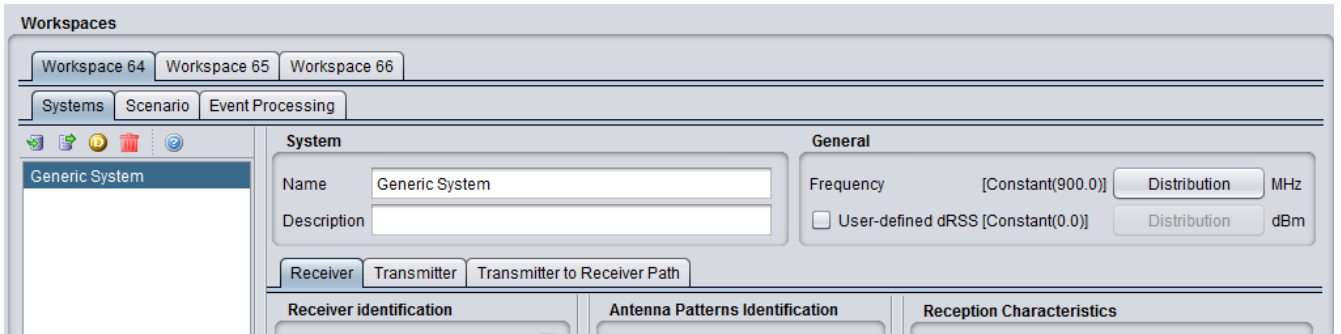 Workspaces
Workspace 64 Workspace 65 Workspace 66
Systems Scenario Event Processing
D ?
Generic System
System
Name Generic System
Description
General
Frequency [Constant(900.0)] Distribution MHz
User-defined dRSS [Constant(0.0)] Distribution dBm
Receiver Transmitter Transmitter to Receiver Path
Receiver identification Antenna Patterns Identification Reception Characteristics